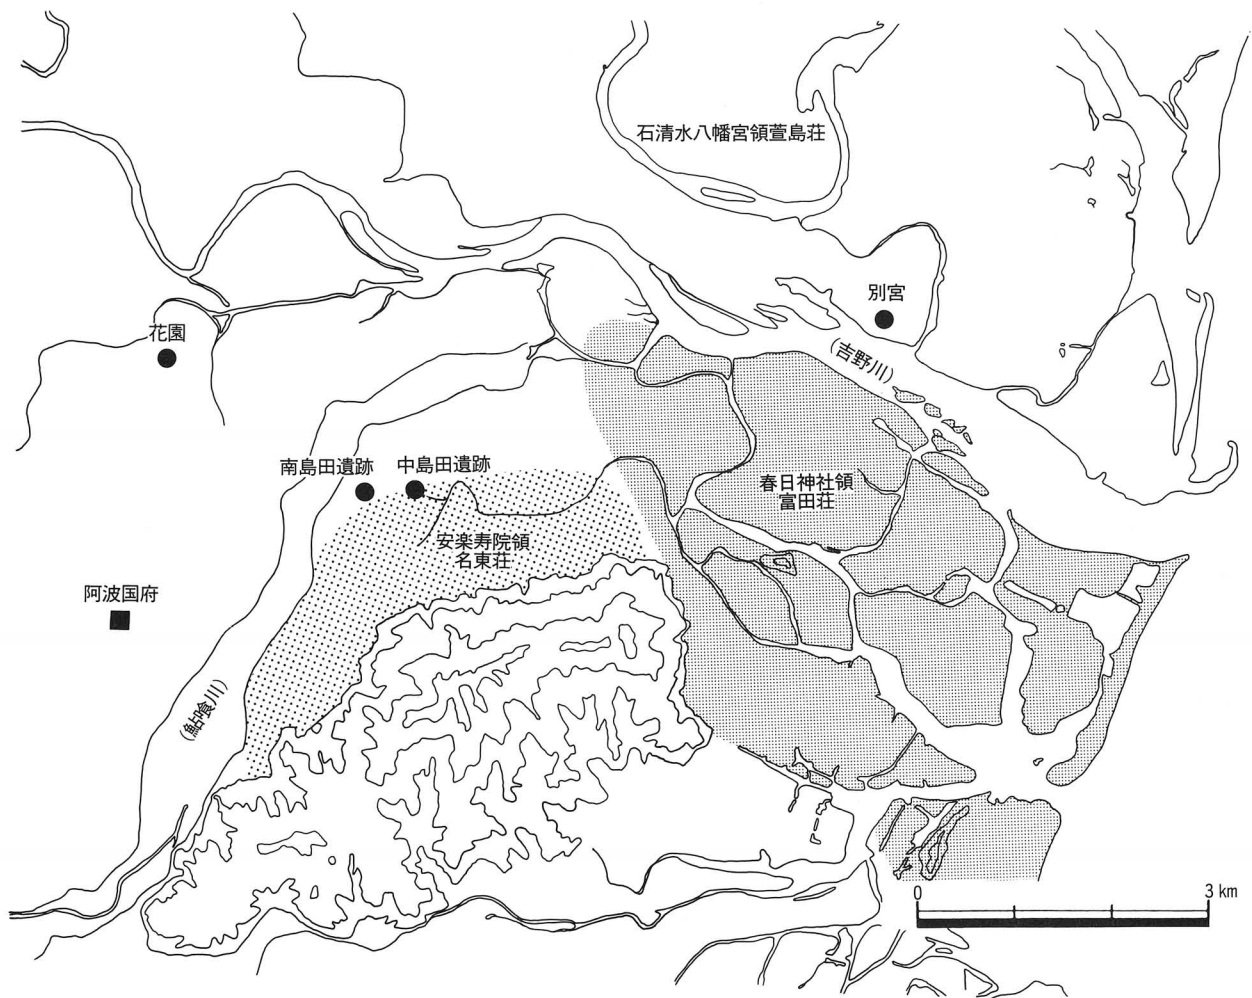 石清水八幡宮領萱島荘
別宮
花園
(吉野川)
南島田遺跡
中島田遺跡
春日神社領
富田荘
安楽寿院領
名東荘
阿波国府
(鮎喰川)
0
3 km